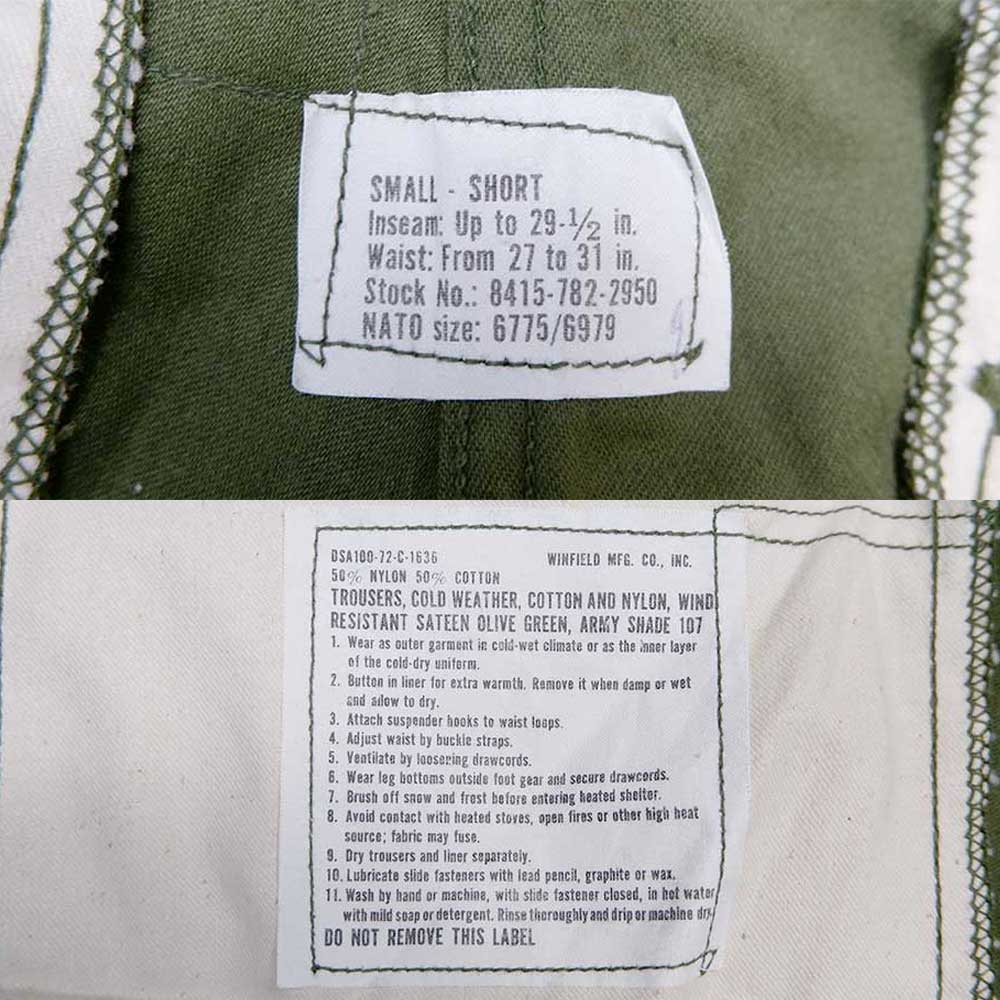 SMALL - SHORT
Inseam: Up to 29-1/2 in.
Waist: From 27 to 31 in.
Stock No.: 8415-782-2950
NATO size: 6775/6979
DSA100-72-C-1636 WINFIELD MFG. CO., INC.
50% NYLON 50% COTTON
TROUSERS, COLD WEATHER, COTTON AND NYLON, WIND
RESISTANT SATEEN OLIVE GREEN, ARMY SHADE 107
1. Wear as outer garment in cold-wet climate or as the inner layer
of the cold-dry uniform.
2. Button in liner for extra warmth. Remove it when damp or wet
and allow to dry.
3. Attach suspender hooks to waist loops.
4. Adjust waist by buckle straps.
5. Ventilate by loosening drawcords.
6. Wear leg bottoms outside foot gear and secure drawcords.
7. Brush off snow and frost before entering heated shelter.
8. Avoid contact with heated stoves, open fires or other high heat
source; fabric may fuse.
9. Dry trousers and liner separately.
10. Lubricate slide fasteners with lead pencil, graphite or wax.
11. Wash by hand or machine, with slide fastener closed, in hot water
with mild soap or detergent. Rinse thoroughly and drip or machine dry.
DO NOT REMOVE THIS LABEL